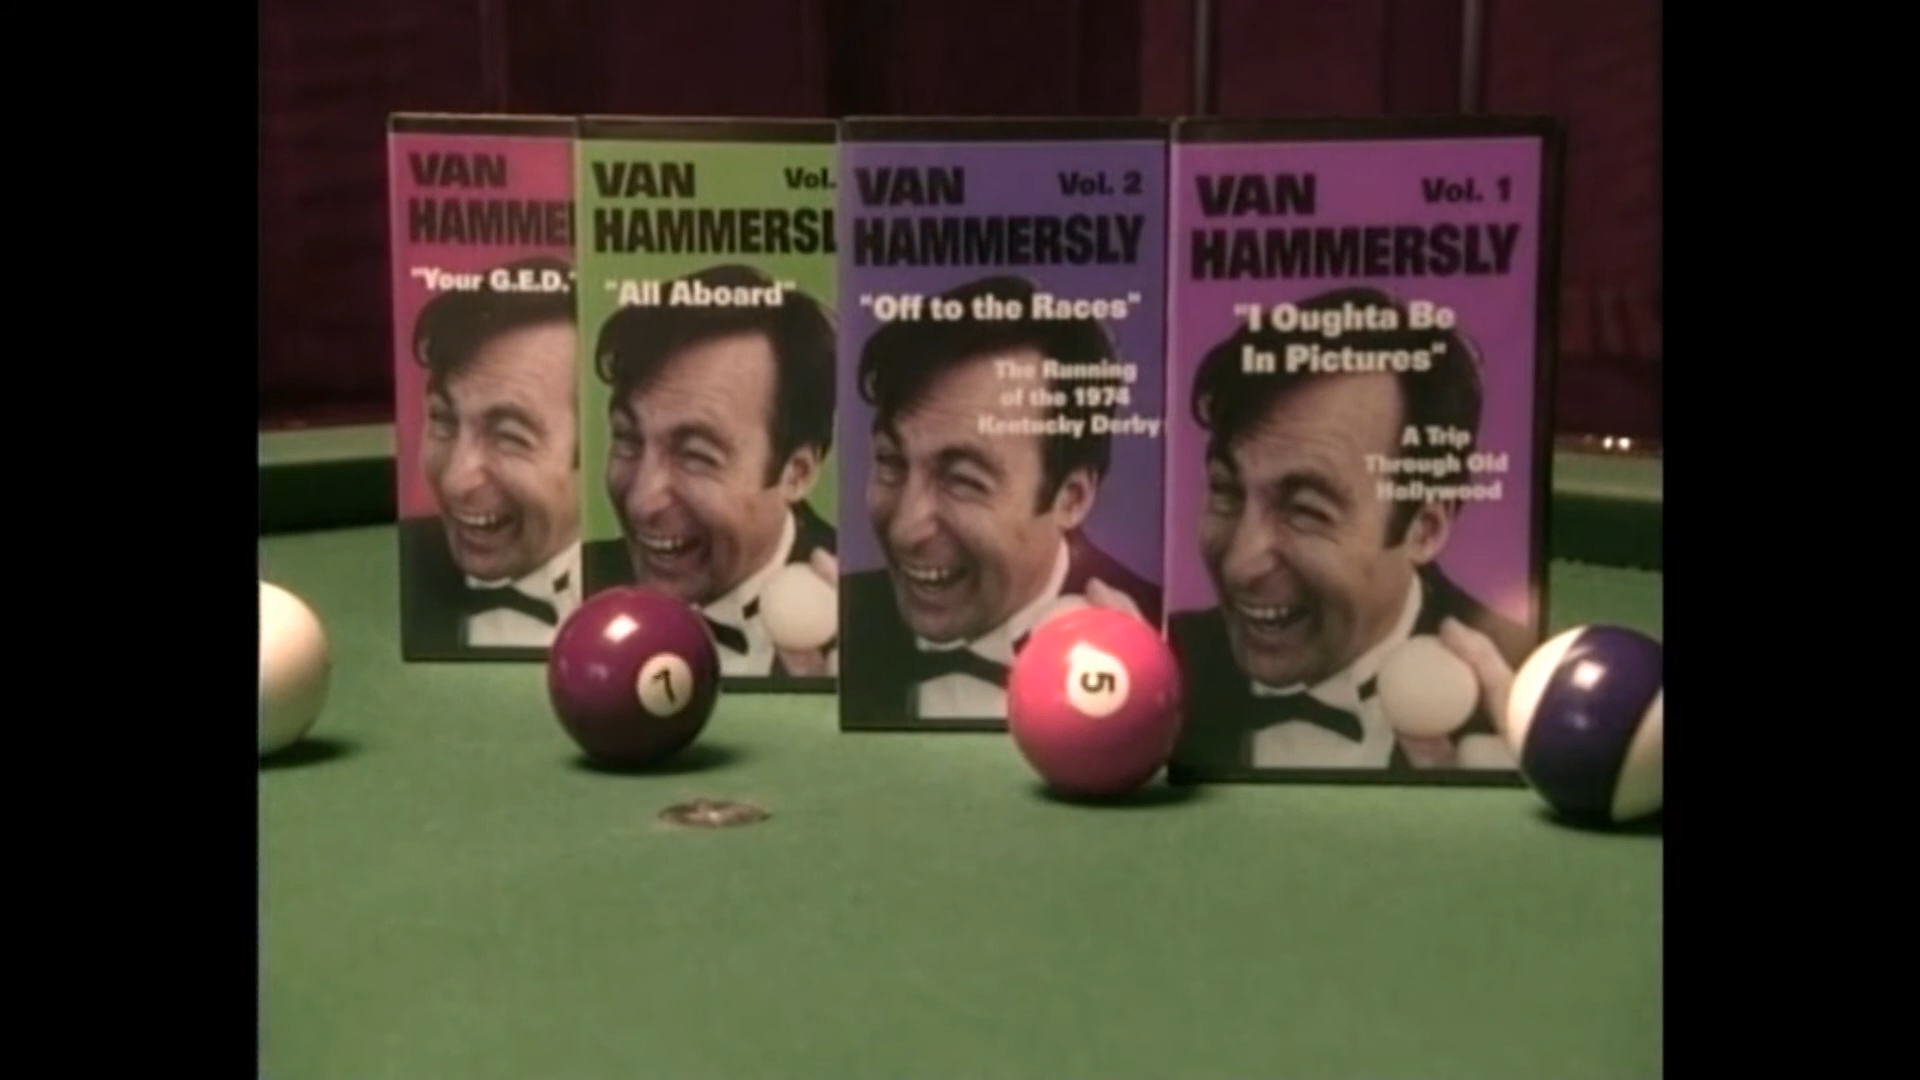 VAN
HAMME
"Your G.E.D."
VAN Vol.
HAMMERSL
"All Aboard"
VAN Vol. 2
HAMMERSLY
"Off to the Races"
The Running
of the 1974
Kentucky Derby
VAN Vol. 1
HAMMERSLY
"I Oughta Be
In Pictures"
A Trip
Through Old
Hollywood
7
5